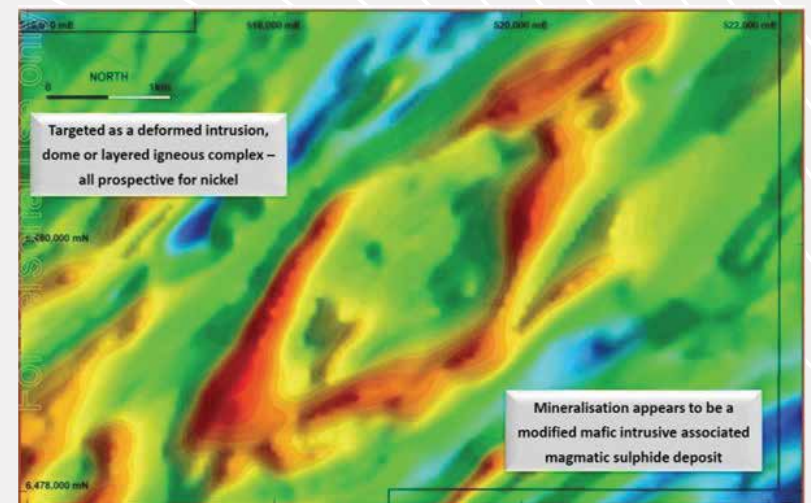 518,000 mE
520,000 mE
522,000 mE
NORTH
0
1km
Targeted as a deformed intrusion,
dome or layered igneous complex –
all prospective for nickel
6,480,000 mN
Mineralisation appears to be a
modified mafic intrusive associated
magmatic sulphide deposit
6,478,000 mN
only